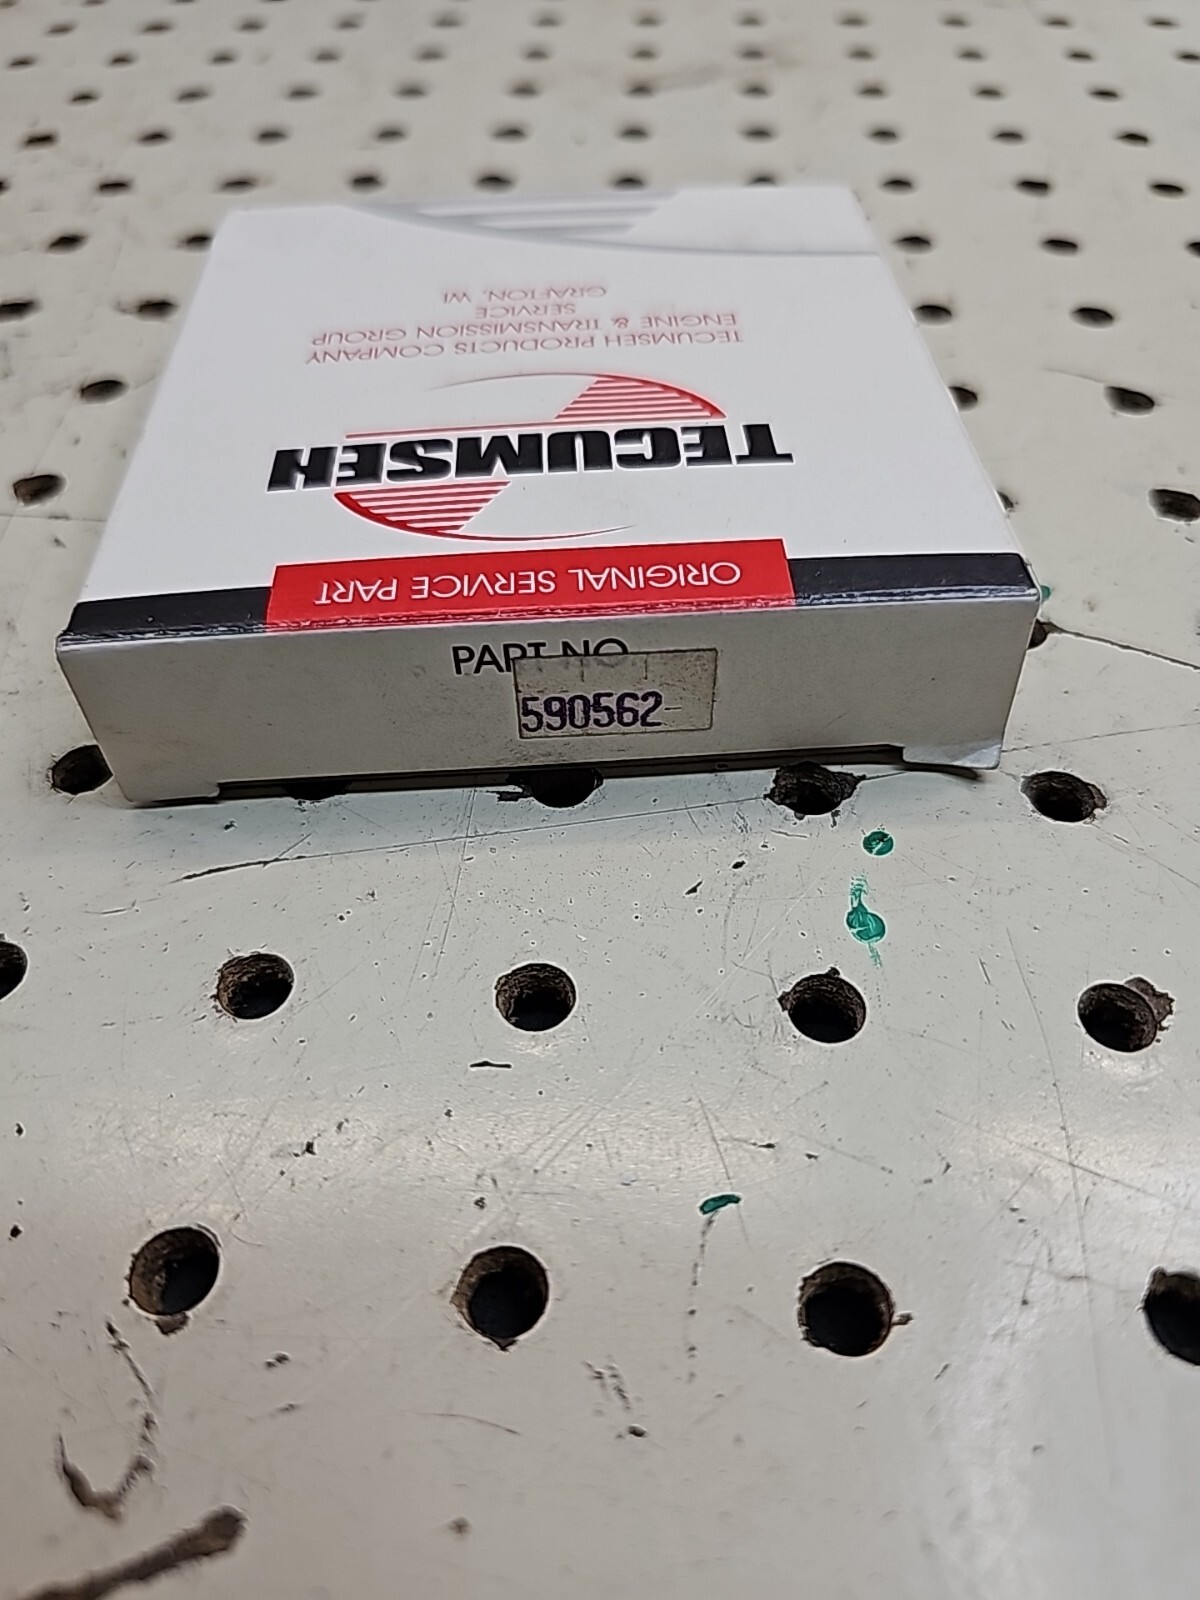 ORIGINAL SERVICE PART
TECUMSEH
TECUMSEH PRODUCTS COMPANY
ENGINE & TRANSMISSION GROUP
SERVICE
GRAFTON, WI
PART NO
590562